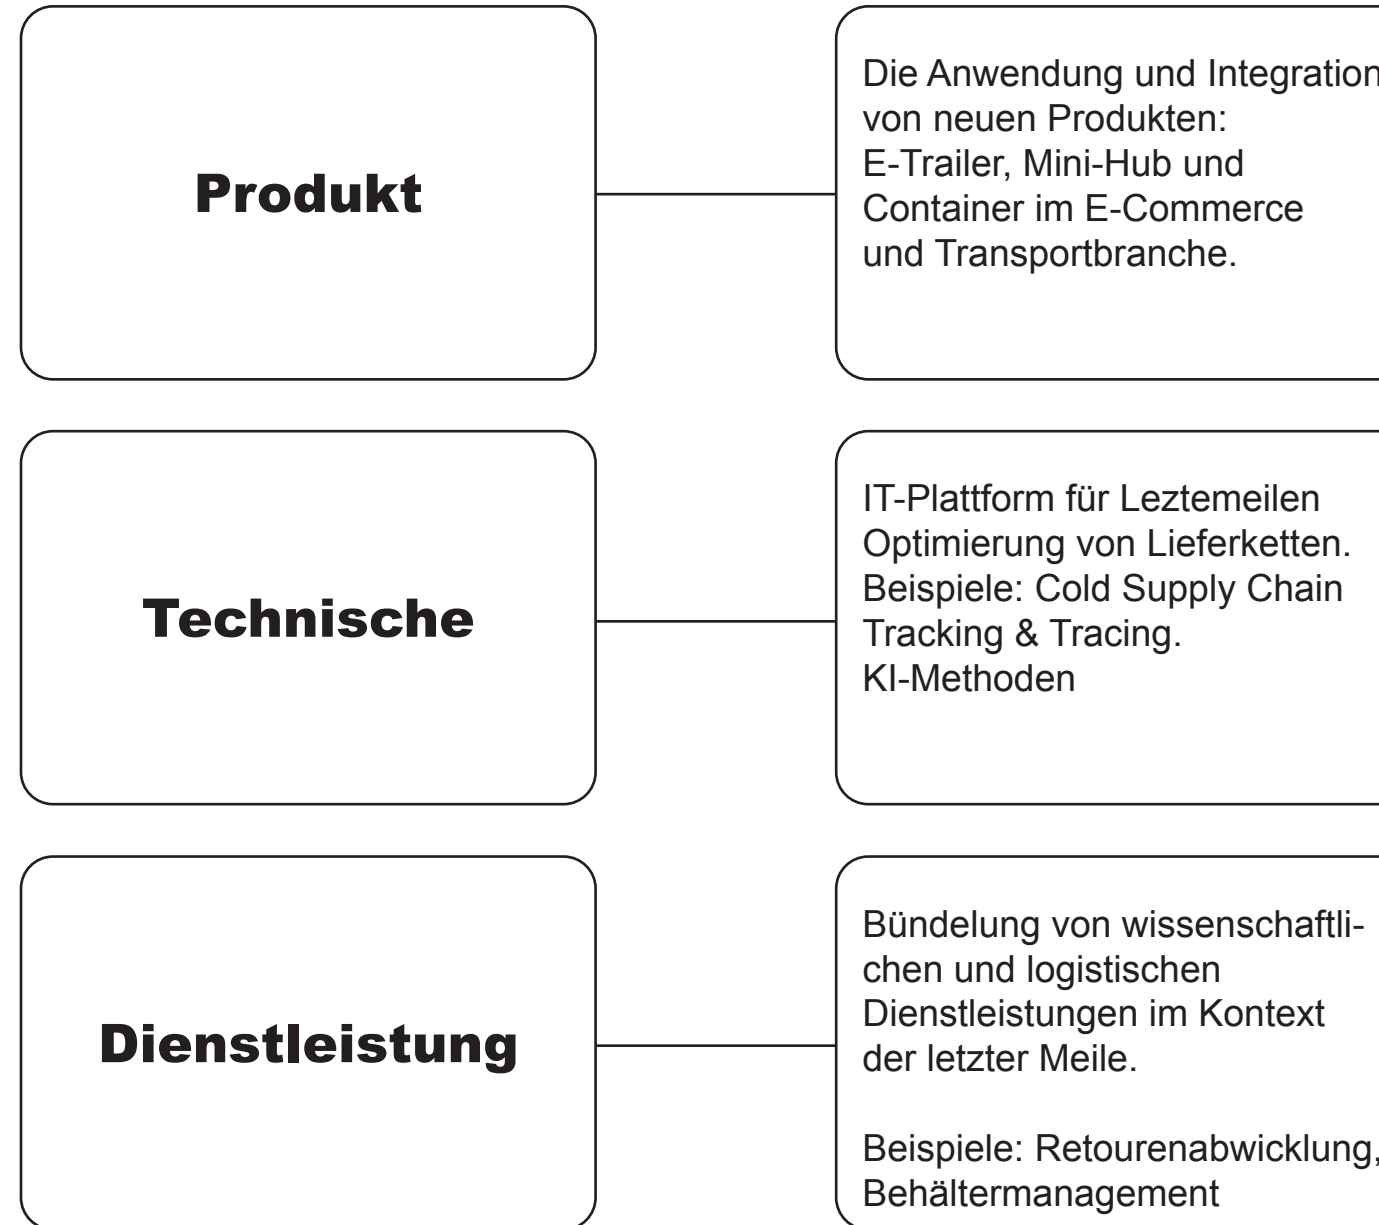 Produkt
Die Anwendung und Integration
von neuen Produkten:
E-Trailer, Mini-Hub und
Container im E-Commerce
und Transportbranche.
Technische
IT-Plattform für Leztemeilen
Optimierung von Lieferketten.
Beispiele: Cold Supply Chain
Tracking & Tracing.
KI-Methoden
Dienstleistung
Bündelung von wissenschaftli-
chen und logistischen
Dienstleistungen im Kontext
der letzter Meile.
Beispiele: Retourenabwicklung,
Behältermanagement